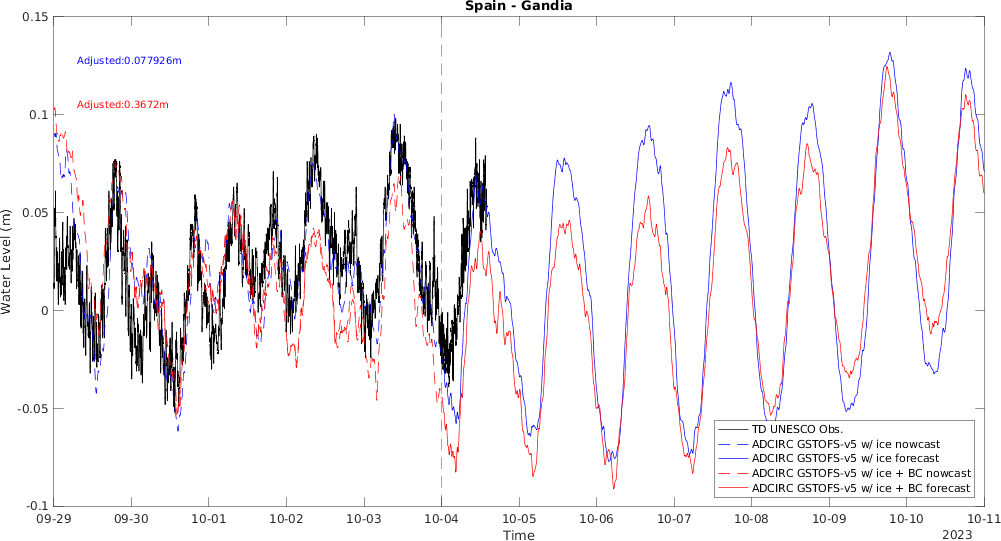 Spain - Gandia
0.15
Adjusted:0.077926m
Adjusted:0.3672m
0.1
0.05
0
-0.05
-0.1
Water Level (m)
TD UNESCO Obs.
ADCIRC GSTOFS-v5 w/ ice nowcast
ADCIRC GSTOFS-v5 w/ ice forecast
ADCIRC GSTOFS-v5 w/ ice + BC nowcast
ADCIRC GSTOFS-v5 w/ ice + BC forecast
09-29 09-30 10-01 10-02 10-03 10-04 10-05 10-06 10-07 10-08 10-09 10-10 10-11
Time
2023